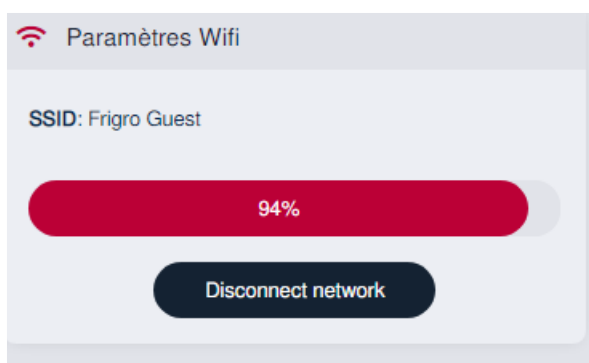 Paramètres Wifi
SSID: Frigro Guest
94%
Disconnect network